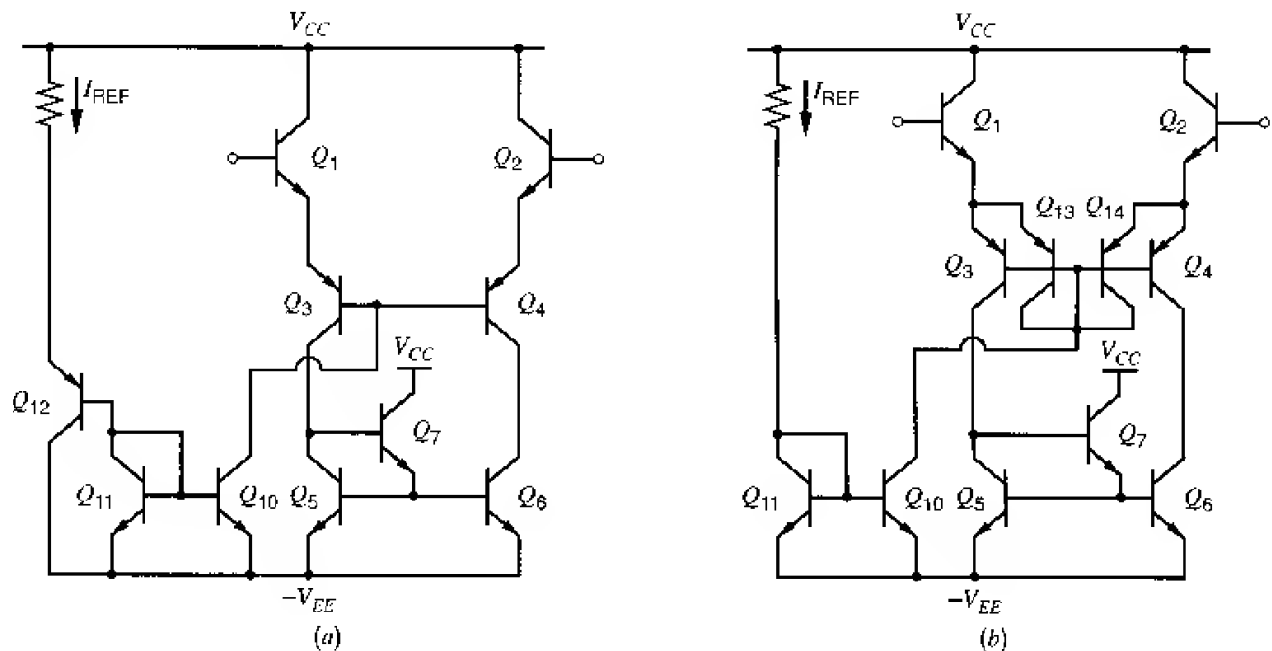 V_CC
I_REF
Q_1
Q_2
Q_3
Q_4
V_CC
Q_12
Q_7
Q_11
Q_10
Q_5
Q_6
−V_EE
(a)
V_CC
I_REF
Q_1
Q_2
Q_13
Q_14
Q_3
Q_4
V_CC
Q_7
Q_11
Q_10
Q_5
Q_6
−V_EE
(b)